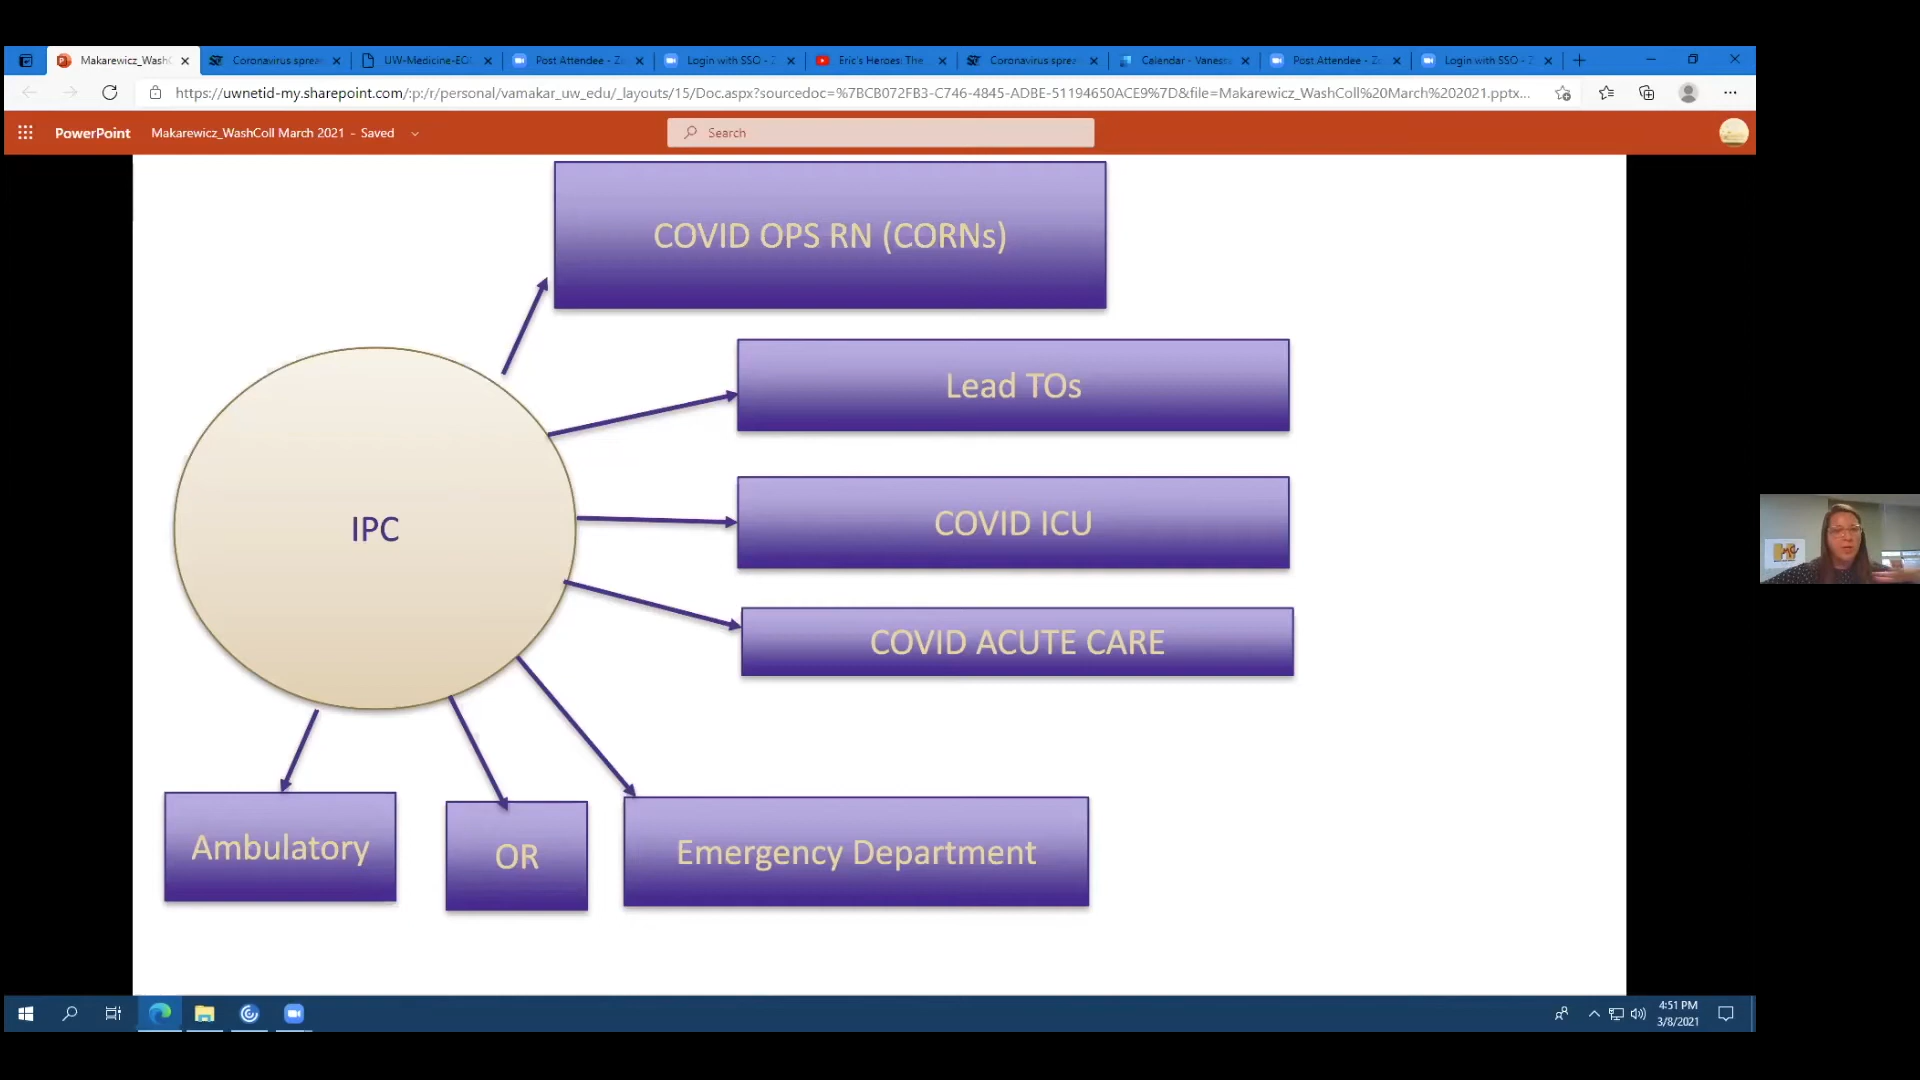 Makarewicz_WashC
Coronavirus sprea
UW-Medicine-EO
Post Attendee - Z
Login with SSO - Z
Eric's Heroes: The
Coronavirus sprea
Calendar - Vaness
Post Attendee - Z
Login with SSO - Z
https://uwnetid-my.sharepoint.com/:p:/r/personal/vamakar_uw_edu/_layouts/15/Doc.aspx?sourcedoc=%7BCB072FB3-C746-4845-ADBE-51194650ACE9%7D&file=Makarewicz_WashColl%20March%202021.pptx...
PowerPoint Makarewicz_WashColl March 2021 - Saved
Search
COVID OPS RN (CORNs)
Lead TOs
COVID ICU
IPC
COVID ACUTE CARE
Ambulatory
OR
Emergency Department
4:51 PM
3/8/2021